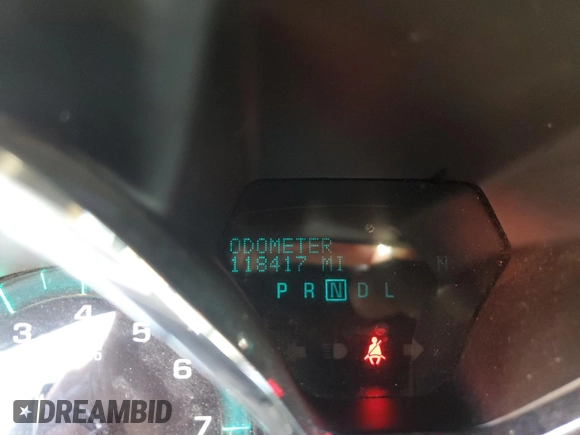 ODOMETER
118417 MI
N
P R N D L
3 4 5 6 7
DREAMBID